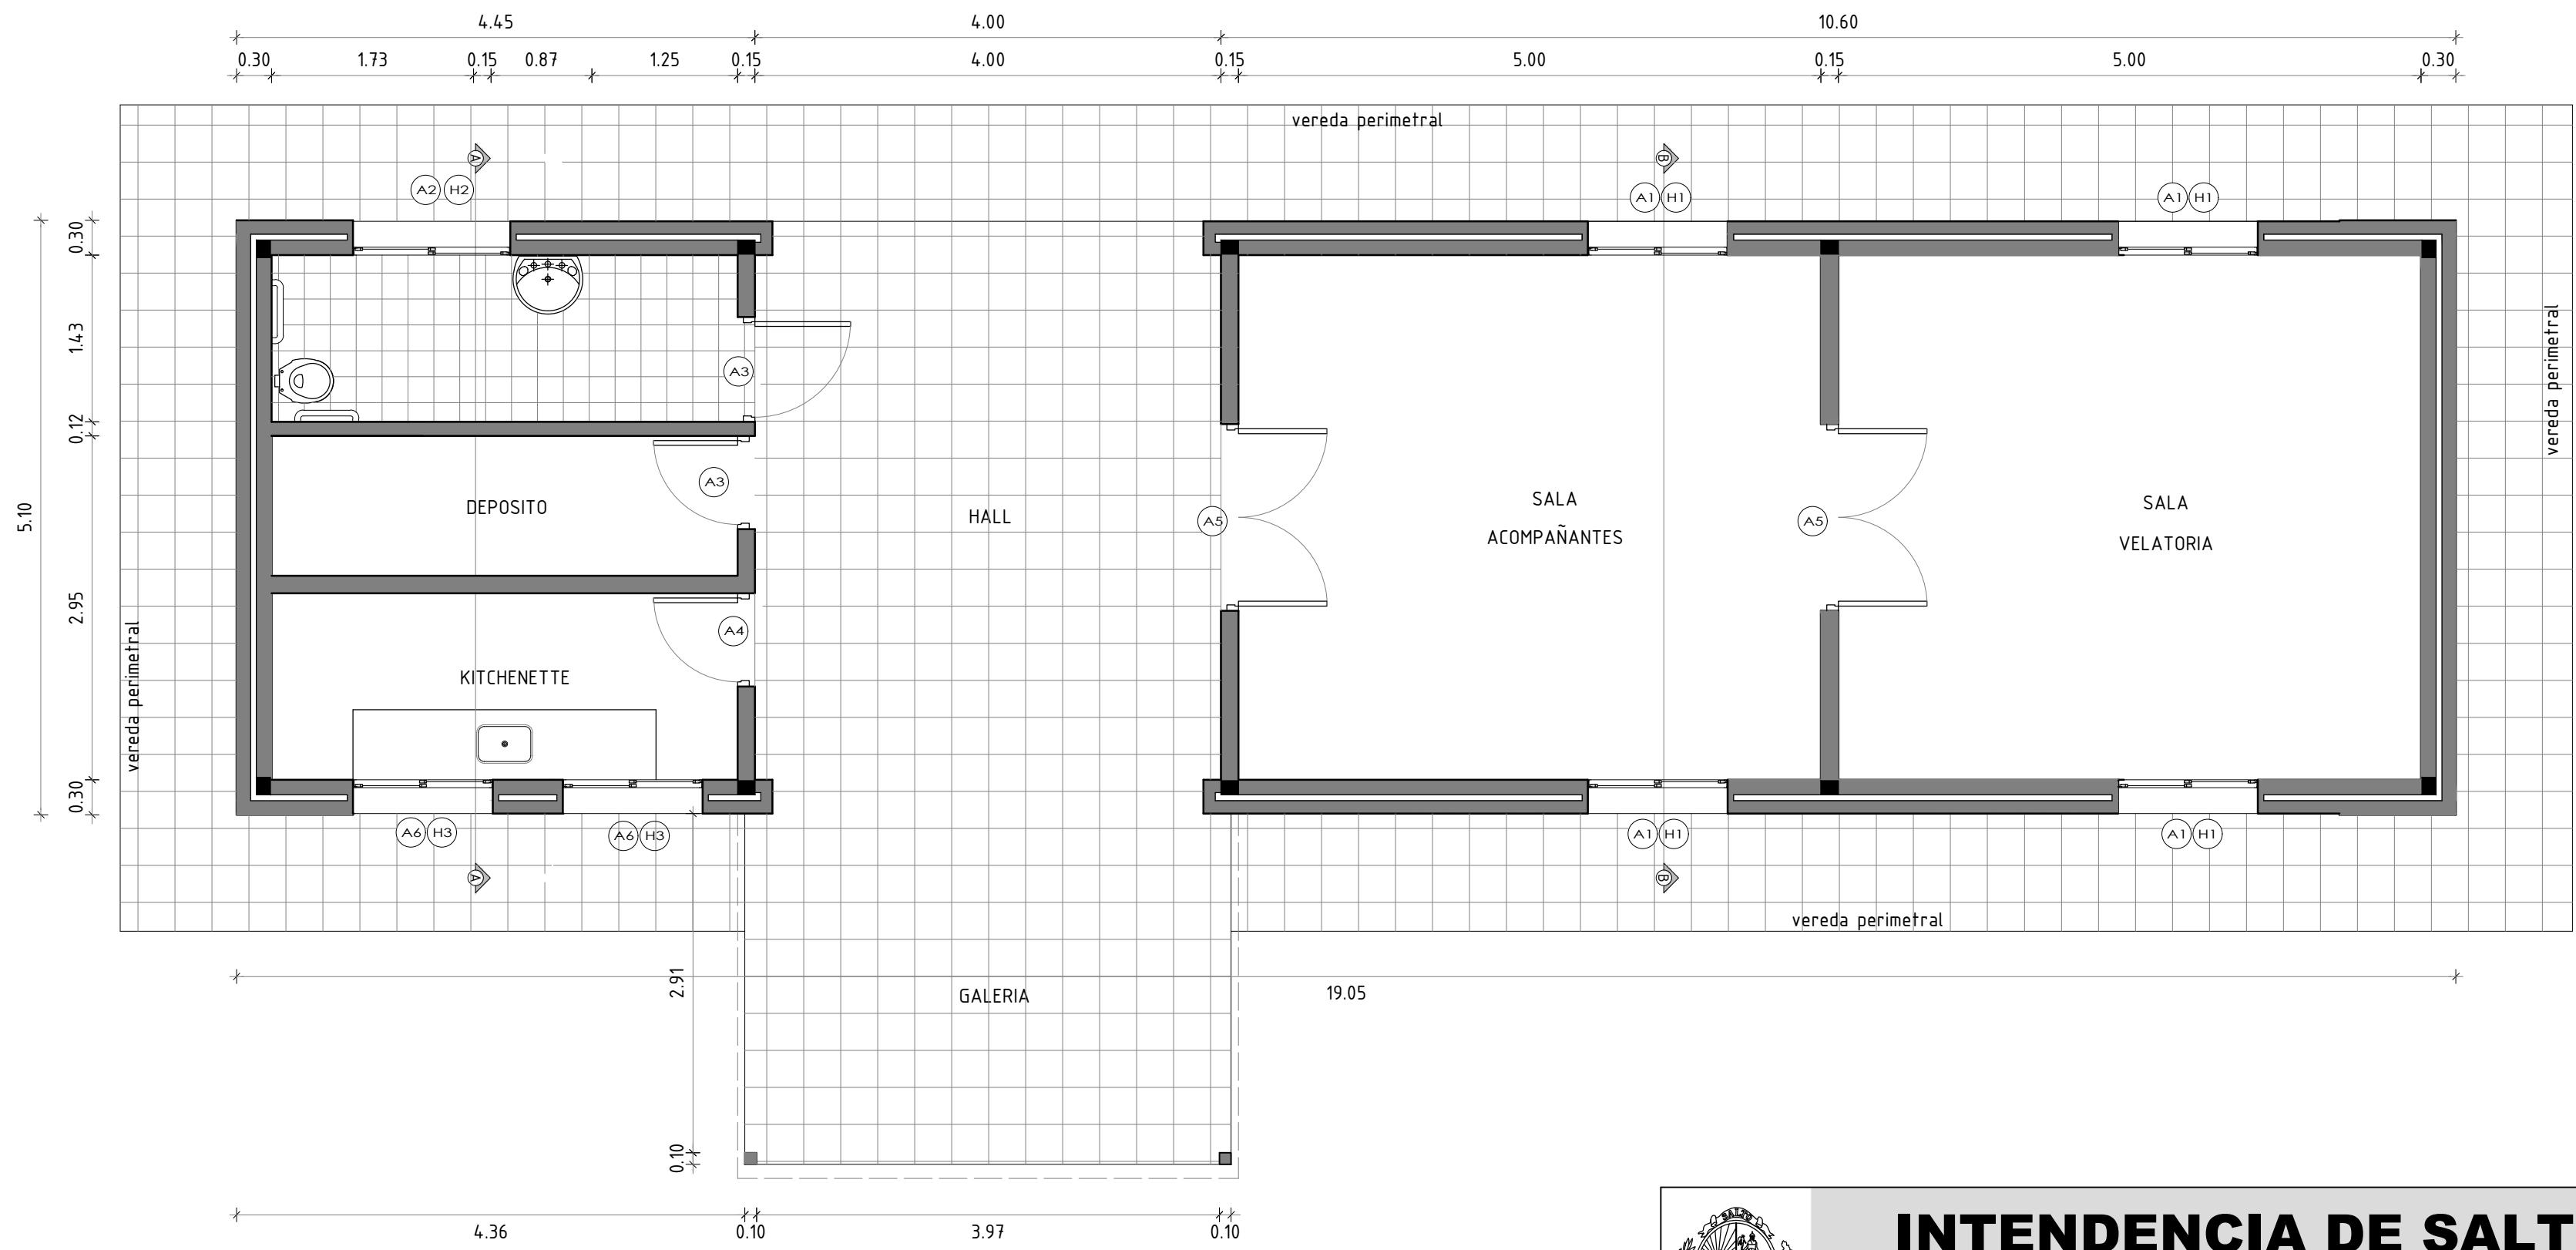 4.45 4.00 10.60
0.30 1.73 0.15 0.87 1.25 0.15 4.00 0.15 5.00 0.15 5.00 0.30
vereda perimetral
A A2 H2
B A1 H1
A1 H1
0.30
1.43
0.12
2.95
0.30
5.10
vereda perimetral
A3
A3
DEPOSITO
HALL
A5
SALA
ACOMPAÑANTES
A5
SALA
VELATORIA
vereda perimetral
A4
KITCHENETTE
A6 H3
A6 H3
A1 H1
A1 H1
A
B
vereda perimetral
2.91
GALERIA
19.05
0.10
4.36 0.10 3.97 0.10
SALTO
INTENDENCIA DE SALT